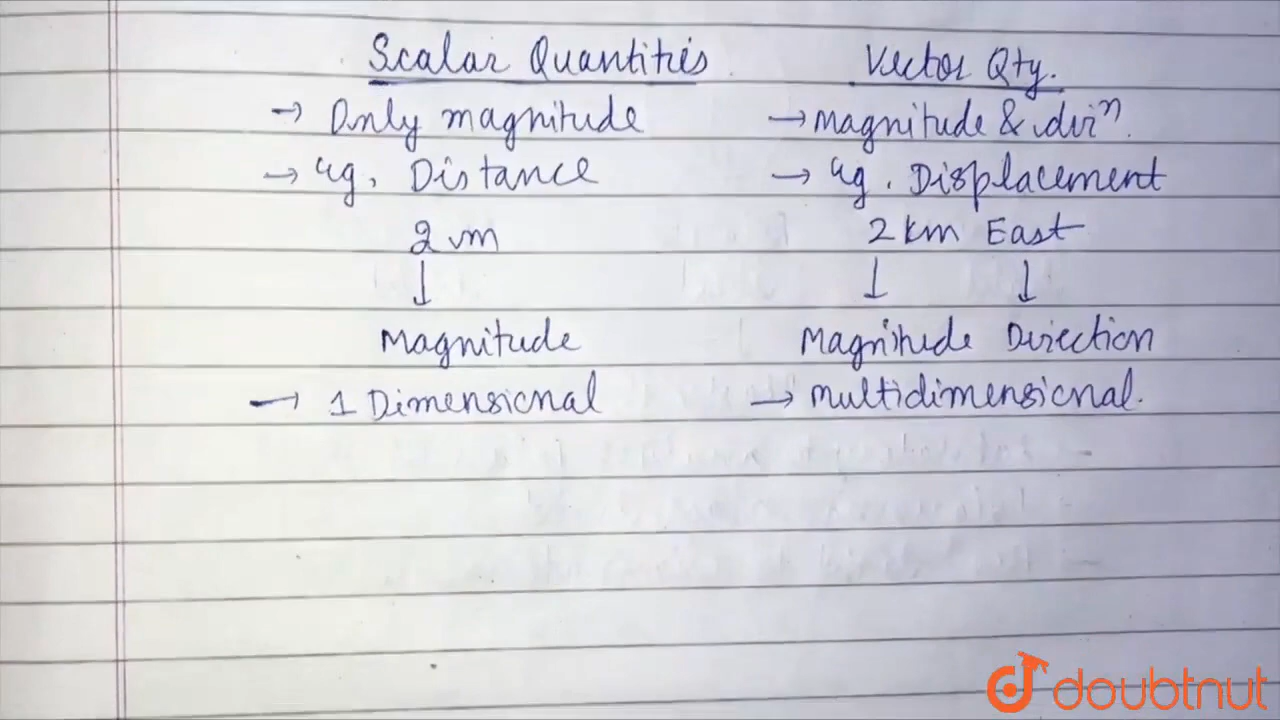 Scalar Quantities Vector Qty.
→ Only magnitude → Magnitude & dirⁿ.
→ eg. Distance → eg. Displacement
2 m 2 km East
↓ ↓ ↓
Magnitude Magnitude Direction
→ 1 Dimensional → Multidimensional.
doubtnut